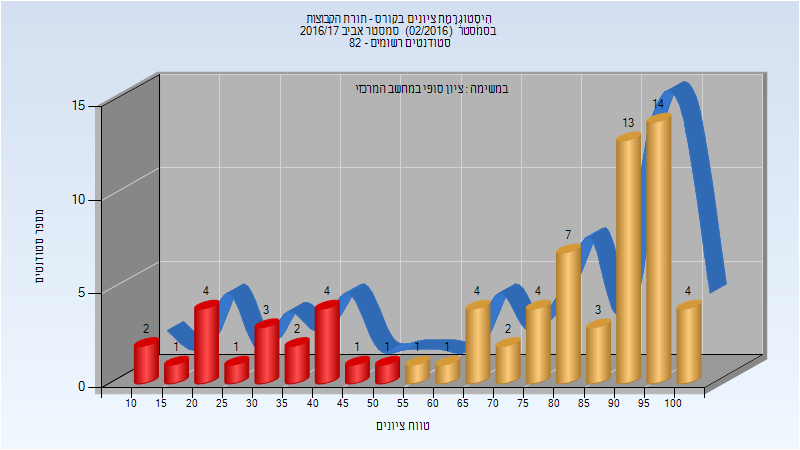 היסטוגרמת ציונים בקורס - תורת הקבוצות
בסמסטר (02/2016) סמסטר אביב 2016/17
סטודנטים רשומים - 82
במשימה : ציון סופי במחשב המרכזי
מספר סטודנטים
15
10
5
0
2 1 4 1 3 2 4 1 1 1 1 4 2 4 7 3 13 14 4
10 15 20 25 30 35 40 45 50 55 60 65 70 75 80 85 90 95 100
טווח ציונים